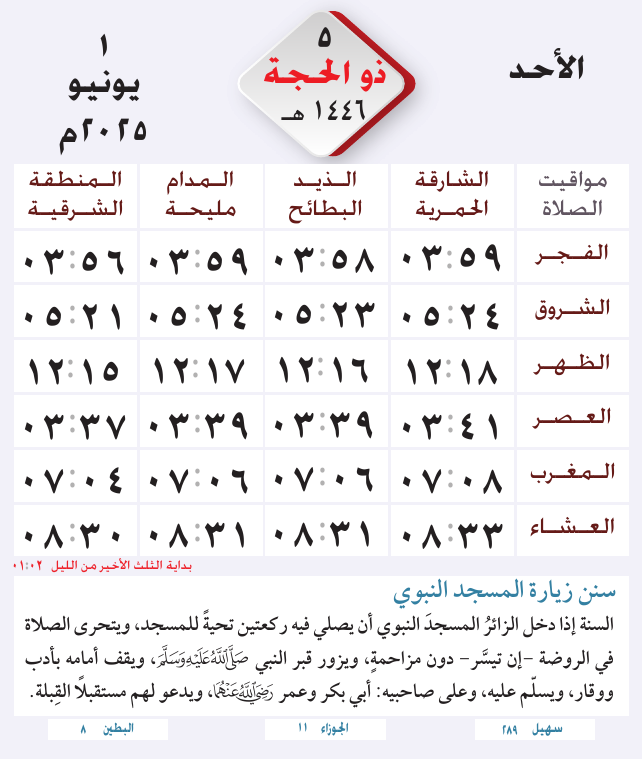 الأحد
٥
ذو الحجة
١٤٤٦ هـ
١
يونيو
٢٠٢٥م
مواقيت الصلاة الشارقة الحمرية الذيد البطائح المدام مليحة المنطقة الشرقية
الفجر ٠٣:٥٩ ٠٣:٥٨ ٠٣:٥٩ ٠٣:٥٦
الشروق ٠٥:٢٤ ٠٥:٢٣ ٠٥:٢٤ ٠٥:٢١
الظهر ١٢:١٨ ١٢:١٦ ١٢:١٧ ١٢:١٥
العصر ٠٣:٤١ ٠٣:٣٩ ٠٣:٣٩ ٠٣:٣٧
المغرب ٠٧:٠٨ ٠٧:٠٦ ٠٧:٠٦ ٠٧:٠٤
العشاء ٠٨:٣٣ ٠٨:٣١ ٠٨:٣١ ٠٨:٣٠
بداية الثلث الأخير من الليل ٠١:٠٢
سنن زيارة المسجد النبوي
السنة إذا دخل الزائرُ المسجدَ النبوي أن يصلي فيه ركعتين تحيةً للمسجد، ويتحرى الصلاة
في الروضة -إن تيسَّر- دون مزاحمةٍ، ويزور قبر النبي صَلَّى اللَّهُ عَلَيْهِ وَسَلَّمَ، ويقف أمامه بأدب
ووقار، ويسلّم عليه، وعلى صاحبيه: أبي بكر وعمر رَضِيَ اللَّهُ عَنْهُمَا، ويدعو لهم مستقبلًا القِبلة.
سهيل ٢٨٩ الجوزاء ١١ البطين ٨